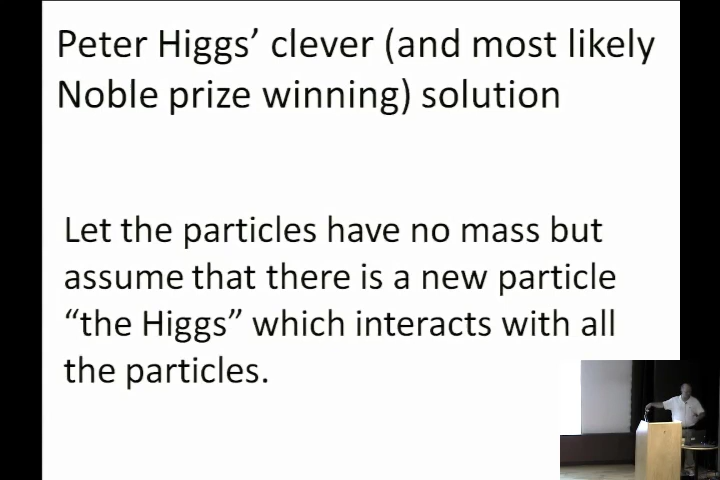 Peter Higgs’ clever (and most likely
Noble prize winning) solution
Let the particles have no mass but
assume that there is a new particle
“the Higgs” which interacts with all
the particles.